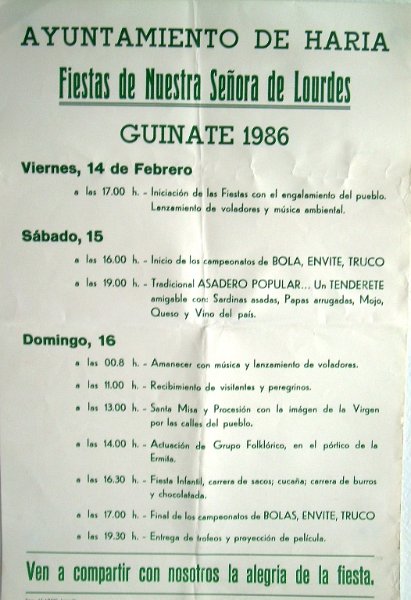 AYUNTAMIENTO DE HARIA
Fiestas de Nuestra Señora de Lourdes
GUINATE 1986
Viernes, 14 de Febrero
a las 17.00 h. - Iniciación de las Fiestas con el engalamiento del pueblo.
Lanzamiento de voladores y música ambiental.
Sábado, 15
a las 16.00 h. - Inicio de los campeonatos de BOLA, ENVITE, TRUCO
a las 19.00 h. - Tradicional ASADERO POPULAR... Un TENDERETE
amigable con: Sardinas asadas, Papas arrugadas, Mojo,
Queso y Vino del país.
Domingo, 16
a las 00.8 h. - Amanecer con música y lanzamiento de voladores.
a las 11.00 h. - Recibimiento de visitantes y peregrinos.
a las 13.00 h. - Santa Misa y Procesión con la imágen de la Virgen
por las calles del pueblo.
a las 14.00 h. - Actuación de Grupo Folklórico, en el pórtico de la
Ermita.
a las 16.30 h. - Fiesta Infantil, carrera de sacos; cucaña; carrera de burros
y chocolatada.
a las 17.00 h. - Final de los campeonatos de BOLAS, ENVITE, TRUCO
a las 19.30 h. - Entrega de trofeos y proyección de película.
Ven a compartir con nosotros la alegria de la fiesta.